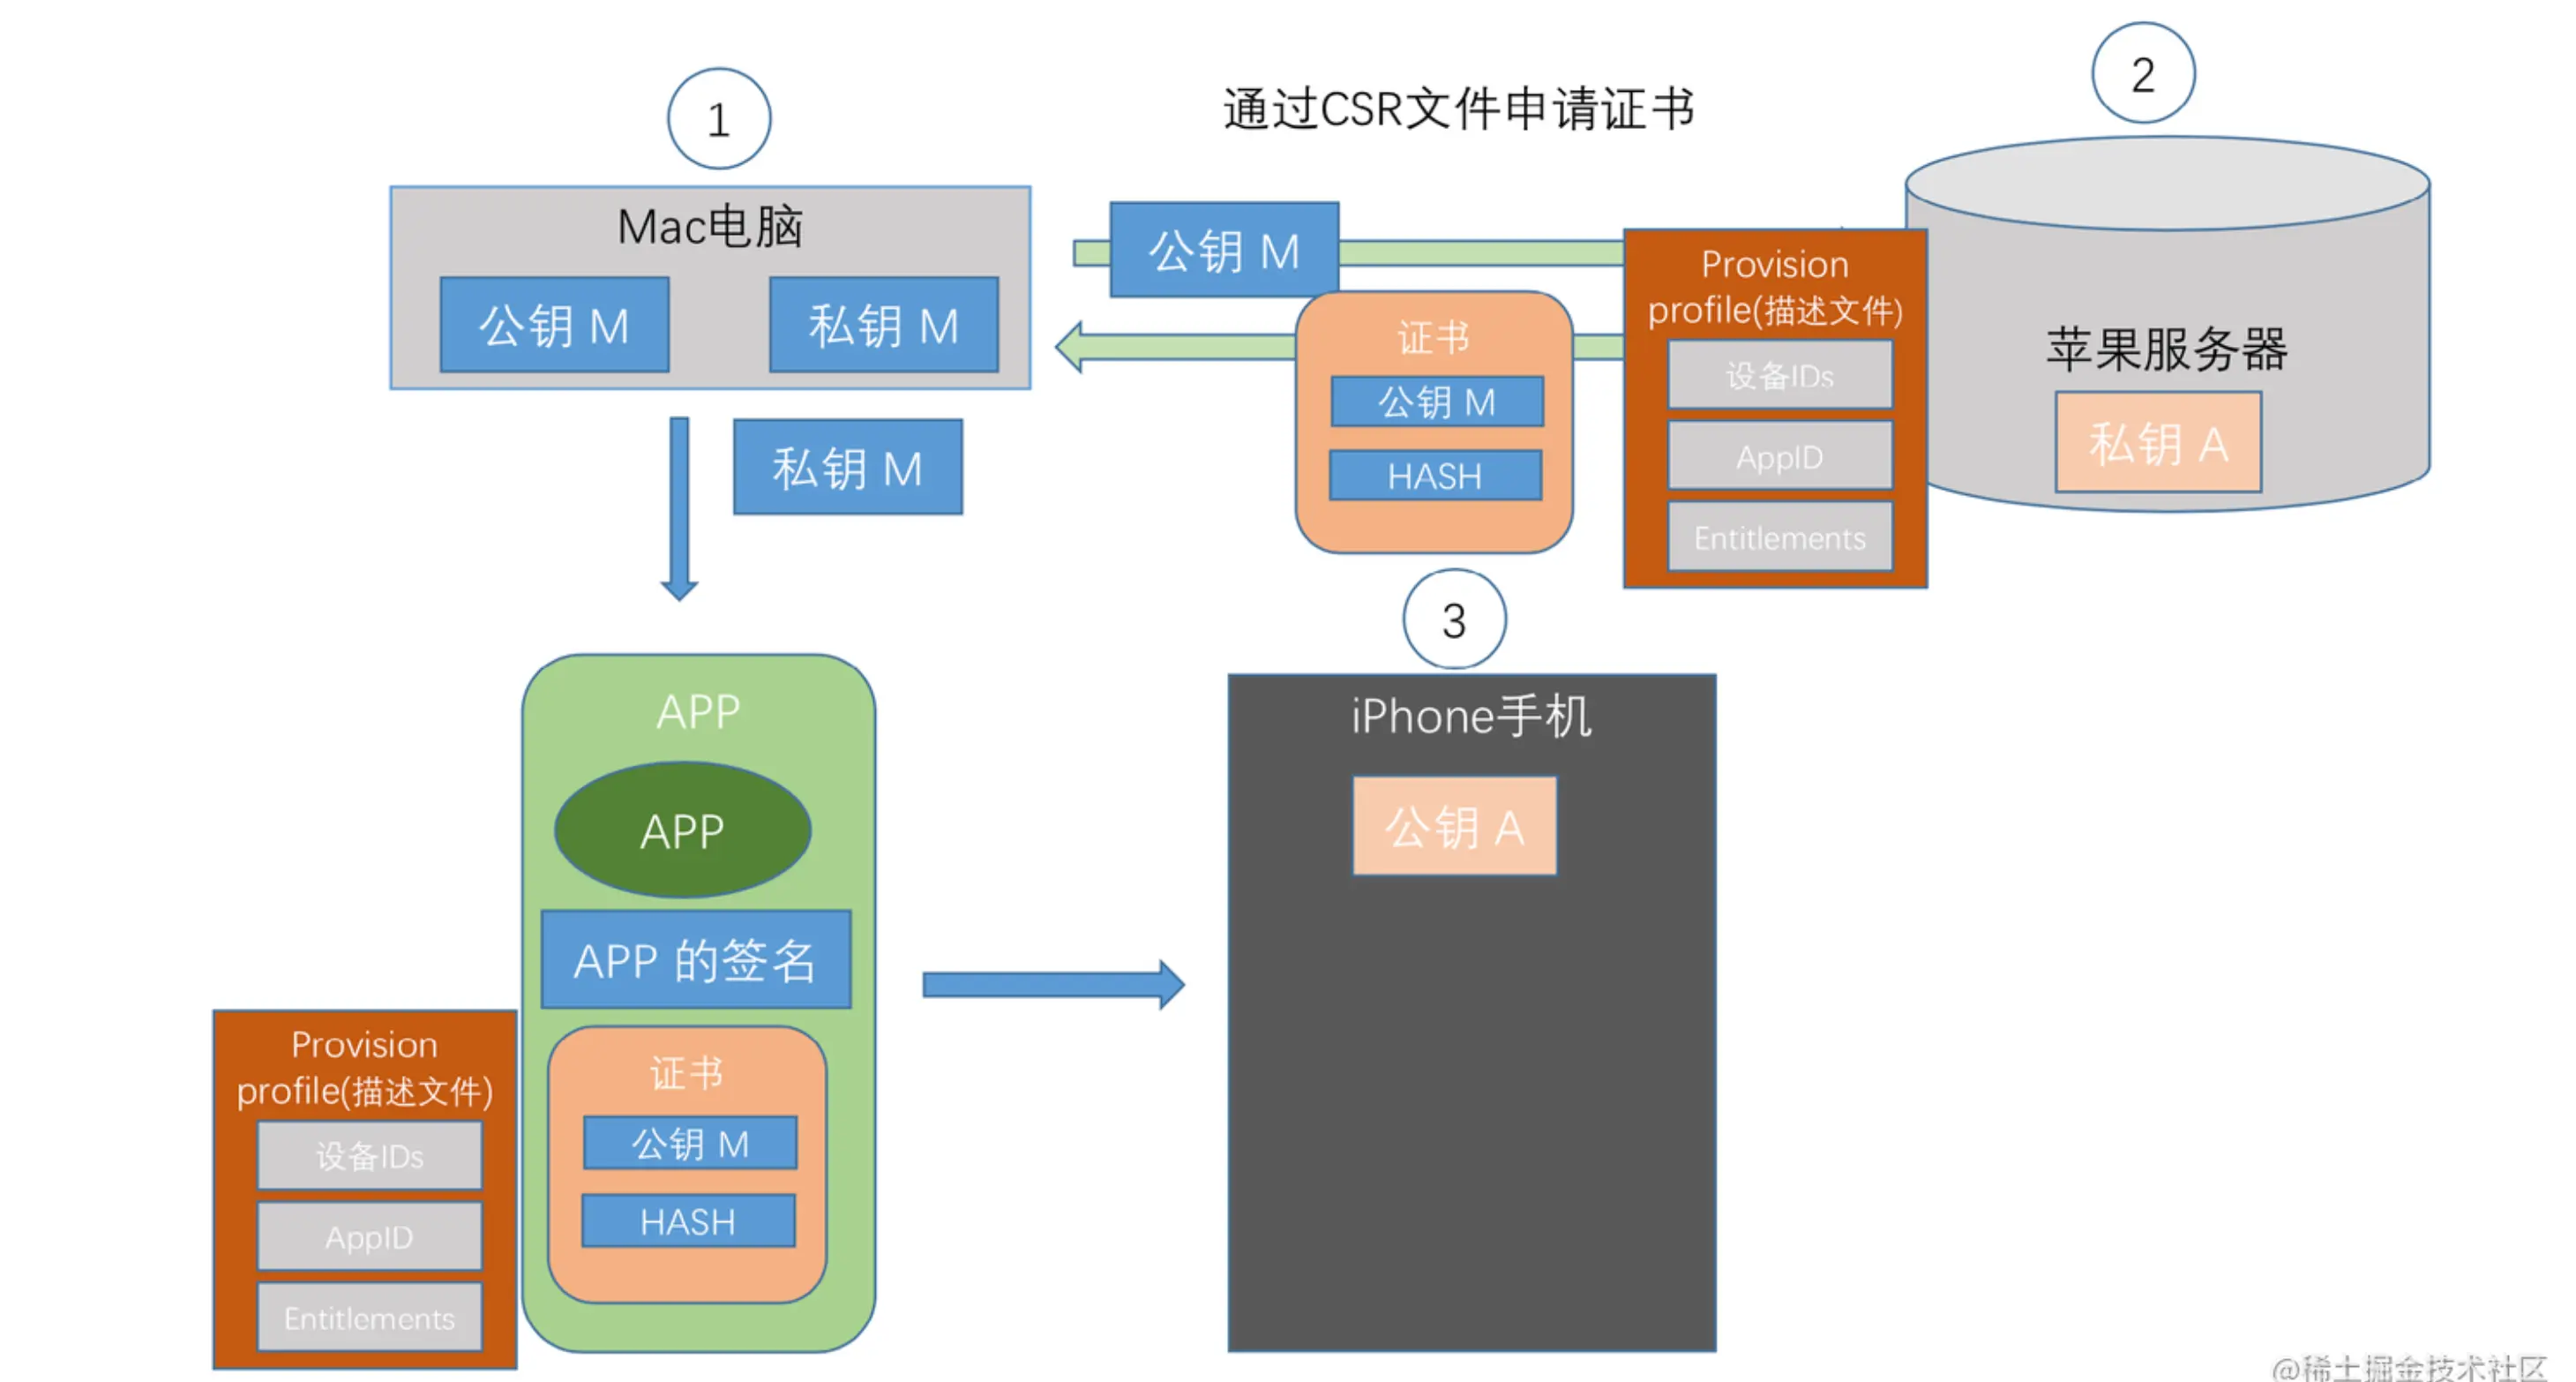 1
2
通过CSR文件申请证书
Mac电脑
公钥 M
私钥 M
公钥 M
证书
公钥 M
HASH
Provision
profile(描述文件)
设备IDs
AppID
Entitlements
苹果服务器
私钥 A
私钥 M
3
APP
APP
APP 的签名
证书
公钥 M
HASH
Provision
profile(描述文件)
设备IDs
AppID
Entitlements
iPhone手机
公钥 A
@稀土掘金技术社区